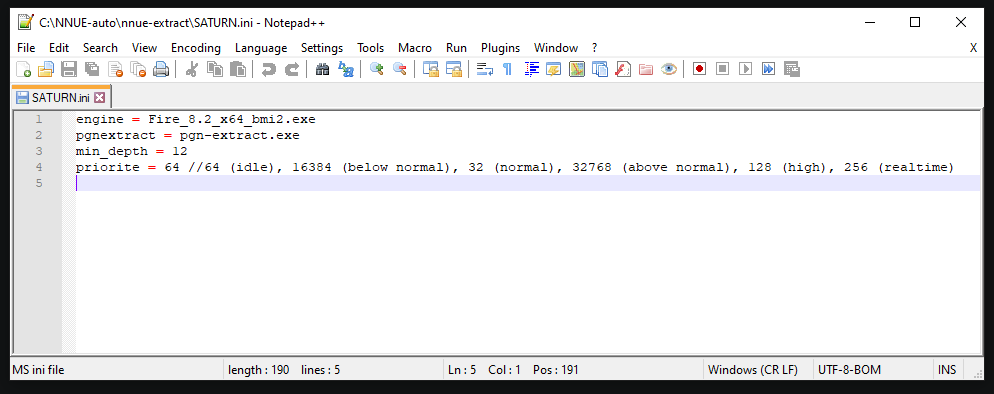 C:\NNUE-auto\nnue-extract\SATURN.ini - Notepad++
File Edit Search View Encoding Language Settings Tools Macro Run Plugins Window ? X
SATURN.ini
1 engine = Fire_8.2_x64_bmi2.exe
2 pgnextract = pgn-extract.exe
3 min_depth = 12
4 priorite = 64 //64 (idle), 16384 (below normal), 32 (normal), 32768 (above normal), 128 (high), 256 (realtime)
5
MS ini file length : 190 lines : 5 Ln : 5 Col : 1 Pos : 191 Windows (CR LF) UTF-8-BOM INS